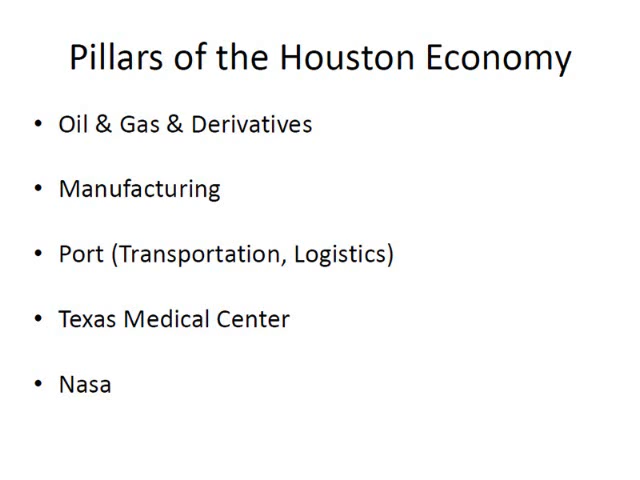 Pillars of the Houston Economy
• Oil & Gas & Derivatives
• Manufacturing
• Port (Transportation, Logistics)
• Texas Medical Center
• Nasa